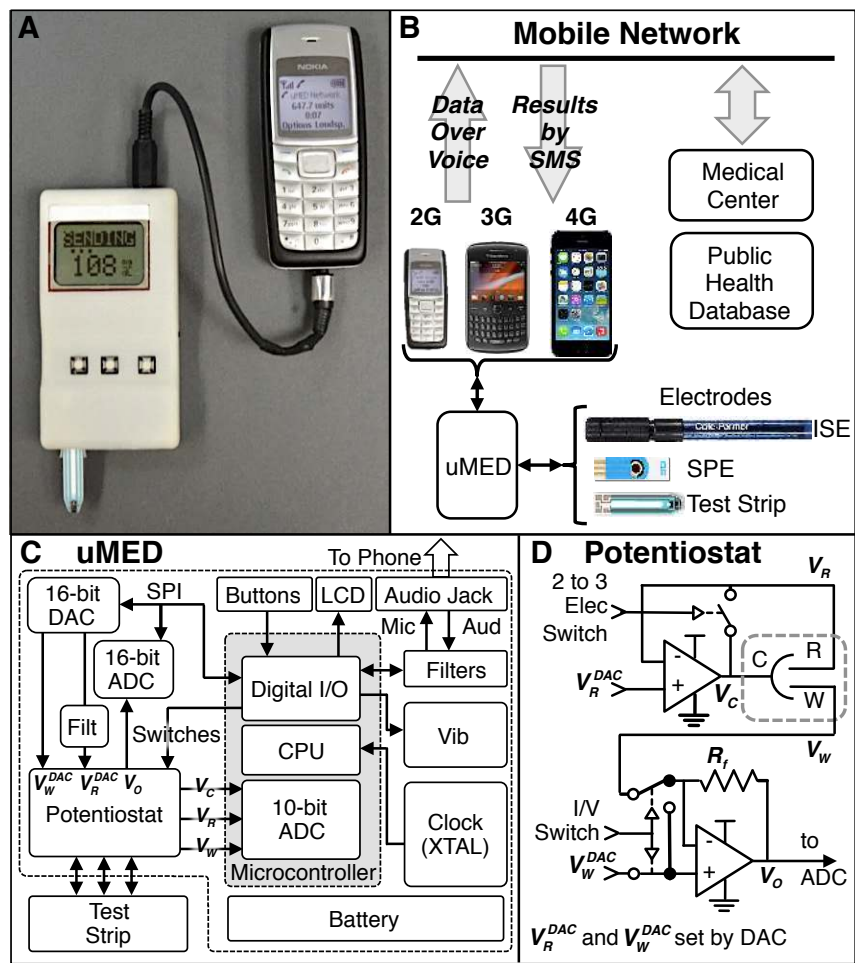 A
NOKIA
uMED Network
647.7 units
0:07
Options Loudsp.
SENDING
108 mg
dL
B
Mobile Network
Data
Over
Voice
Results
by
SMS
Medical
Center
2G 3G 4G
Public
Health
Database
Electrodes
ISE
uMED
SPE
Test Strip
C uMED
To Phone
16-bit
DAC
SPI
Buttons
LCD
Audio Jack
Mic
Aud
16-bit
ADC
Digital I/O
Filters
Filt
Switches
CPU
Vib
V_W^DAC V_R^DAC V_O
Potentiostat
V_C
V_R
V_W
10-bit
ADC
Clock
(XTAL)
Microcontroller
Test
Strip
Battery
D Potentiostat
V_R
2 to 3
Elec
Switch
- 
+
V_R^DAC
V_C
C
R
W
V_W
R_f
I/V
Switch
-
+
V_W^DAC
V_O
to
ADC
V_R^DAC and V_W^DAC set by DAC